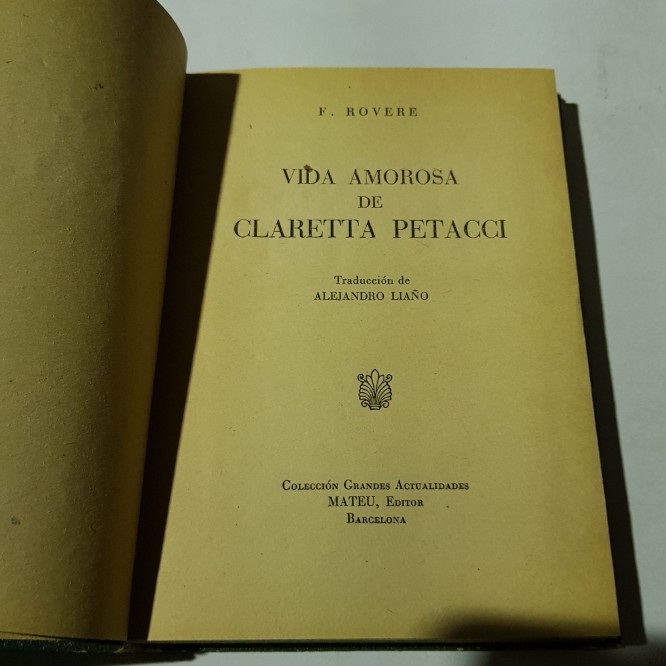 F. ROVERE
VIDA AMOROSA
DE
CLARETTA PETACCI
Traducción de
ALEJANDRO LIAÑO
Colección Grandes Actualidades
MATEU, Editor
Barcelona